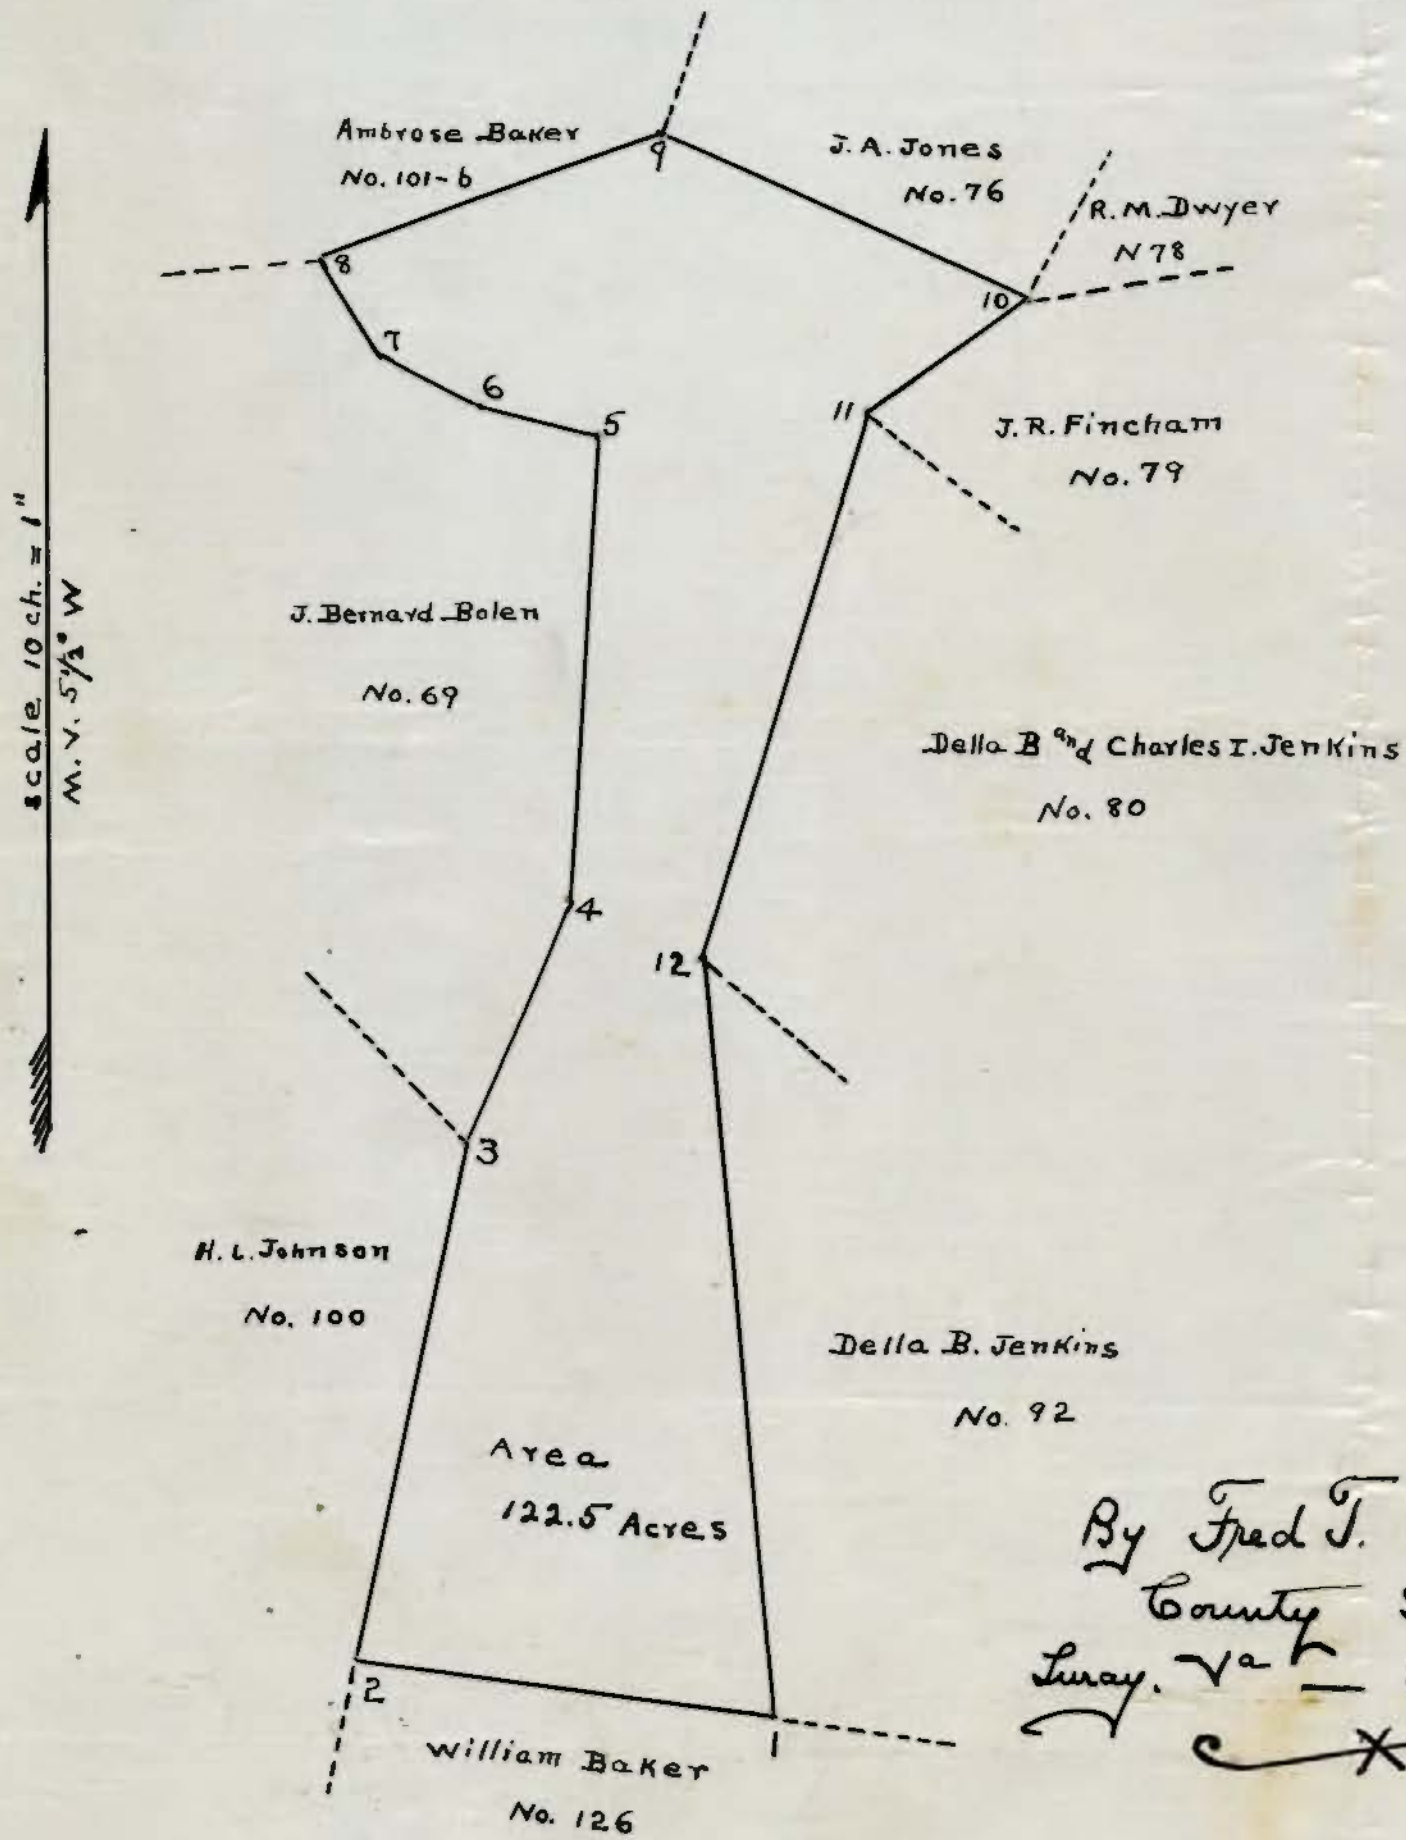 Ambrose Baker
No. 101-b
9
J. A. Jones
No. 76
R. M. Dwyer
N 78
8
10
7
6
5
11
J. R. Fincham
No. 79
scale 10 ch. = 1"
M. V. 5 1/2° W
J. Bernard Bolen
No. 69
Della B and Charles I. Jenkins
No. 80
4
12
3
H. L. Johnson
No. 100
Della B. Jenkins
No. 92
Area
122.5 Acres
By Fred T.
County
Luray. Va
2
1
William Baker
No. 126